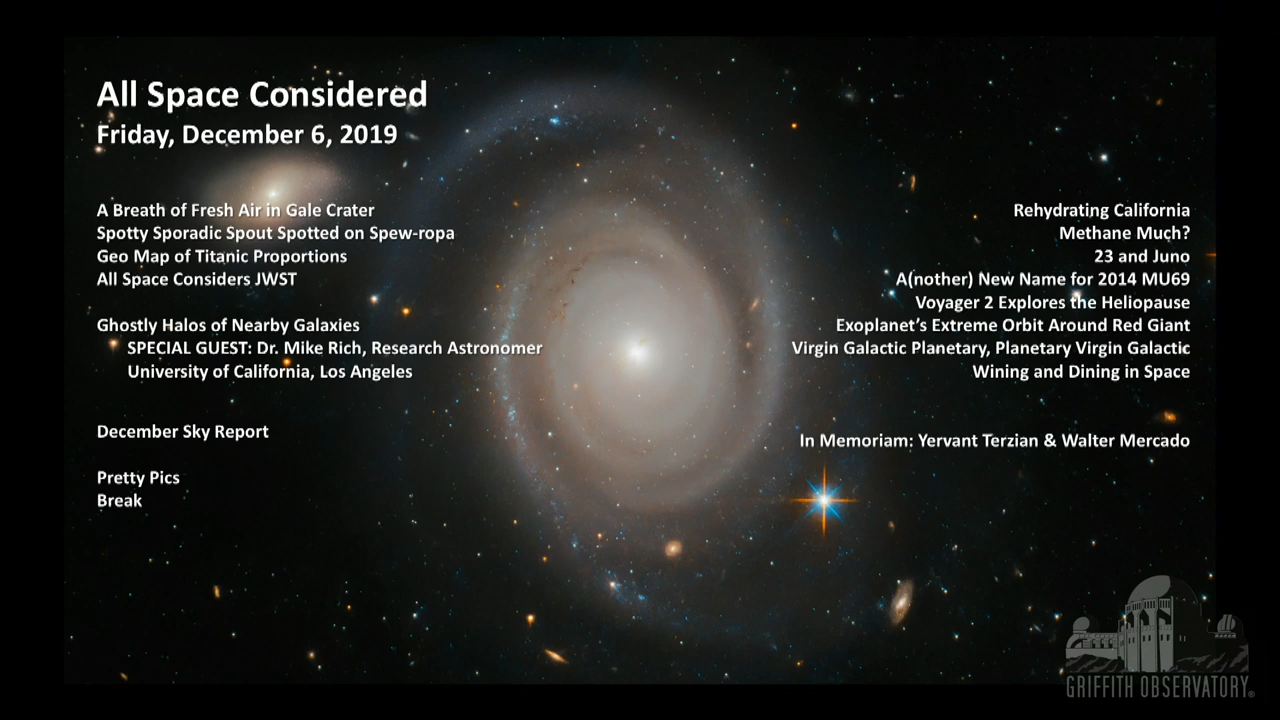 All Space Considered
Friday, December 6, 2019
A Breath of Fresh Air in Gale Crater
Spotty Sporadic Spout Spotted on Spew-ropa
Geo Map of Titanic Proportions
All Space Considers JWST
Ghostly Halos of Nearby Galaxies
SPECIAL GUEST: Dr. Mike Rich, Research Astronomer
University of California, Los Angeles
December Sky Report
Pretty Pics
Break
Rehydrating California
Methane Much?
23 and Juno
A(nother) New Name for 2014 MU69
Voyager 2 Explores the Heliopause
Exoplanet's Extreme Orbit Around Red Giant
Virgin Galactic Planetary, Planetary Virgin Galactic
Wining and Dining in Space
In Memoriam: Yervant Terzian & Walter Mercado
GRIFFITH OBSERVATORY®